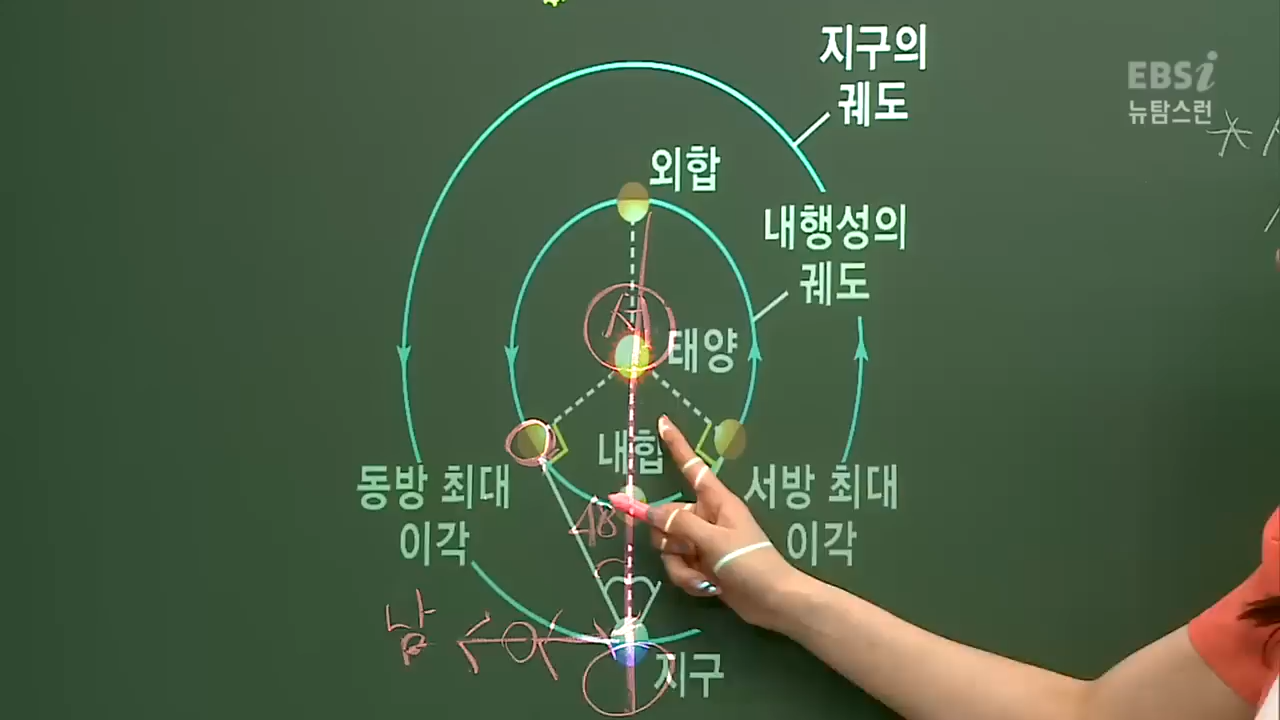 지구의
궤도
EBSi
뉴탐스런
외합
내행성의
궤도
태양
내합
동방 최대
이각
서방 최대
이각
48
남
지구